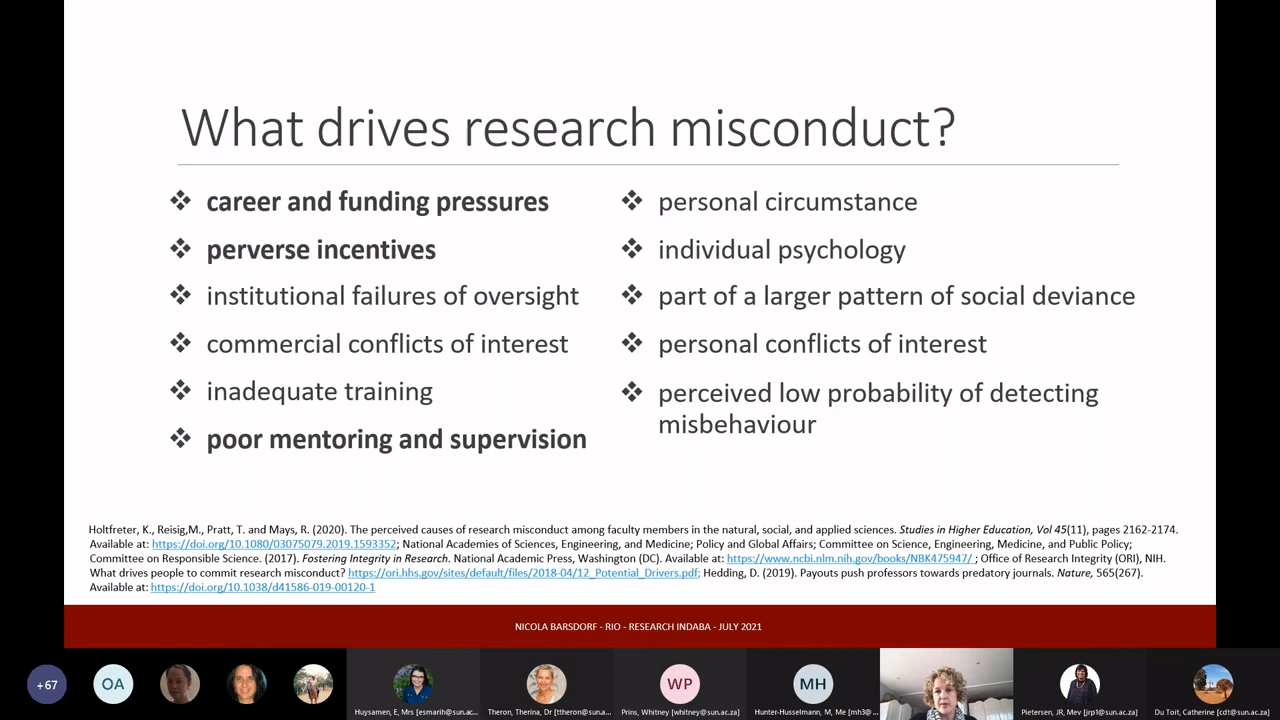 What drives research misconduct?
❖ career and funding pressures
❖ perverse incentives
❖ institutional failures of oversight
❖ commercial conflicts of interest
❖ inadequate training
❖ poor mentoring and supervision
❖ personal circumstance
❖ individual psychology
❖ part of a larger pattern of social deviance
❖ personal conflicts of interest
❖ perceived low probability of detecting
misbehaviour
Holtfreter, K., Reisig,M., Pratt, T. and Mays, R. (2020). The perceived causes of research misconduct among faculty members in the natural, social, and applied sciences. Studies in Higher Education, Vol 45(11), pages 2162-2174.
Available at: https://doi.org/10.1080/03075079.2019.1593352; National Academies of Sciences, Engineering, and Medicine; Policy and Global Affairs; Committee on Science, Engineering, Medicine, and Public Policy;
Committee on Responsible Science. (2017). Fostering Integrity in Research. National Academic Press, Washington (DC). Available at: https://www.ncbi.nlm.nih.gov/books/NBK475947/ ; Office of Research Integrity (ORI), NIH.
What drives people to commit research misconduct? https://ori.hhs.gov/sites/default/files/2018-04/12_Potential_Drivers.pdf; Hedding, D. (2019). Payouts push professors towards predatory journals. Nature, 565(267).
Available at: https://doi.org/10.1038/d41586-019-00120-1
NICOLA BARSDORF - RIO - RESEARCH INDABA - JULY 2021
+67
OA
WP
MH
Huysamen, E, Mrs [esmarih@sun.ac...
Theron, Therina, Dr [ttheron@sun.a...
Prins, Whitney [whitney@sun.ac.za]
Hunter-Husselmann, M, Me [mh3@...
Pietersen, JR, Mev [jrp1@sun.ac.za]
Du Toit, Catherine [cdt@sun.ac.za]